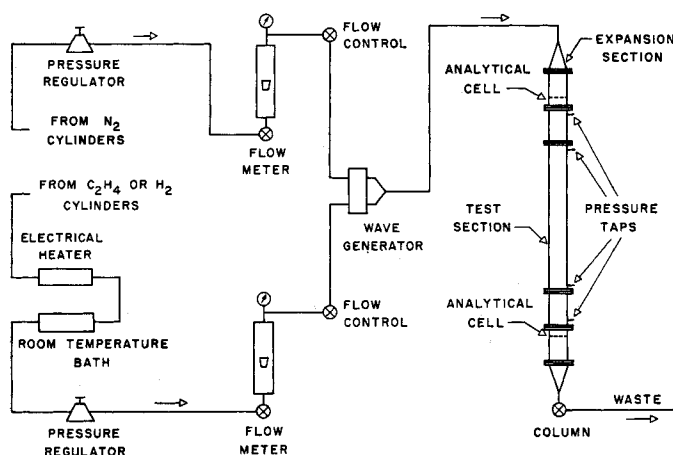 PRESSURE
REGULATOR
FROM N2
CYLINDERS
FLOW
METER
FLOW
CONTROL
FROM C2H4 OR H2
CYLINDERS
ELECTRICAL
HEATER
ROOM TEMPERATURE
BATH
PRESSURE
REGULATOR
FLOW
METER
FLOW
CONTROL
WAVE
GENERATOR
EXPANSION
SECTION
ANALYTICAL
CELL
TEST
SECTION
PRESSURE
TAPS
ANALYTICAL
CELL
WASTE
COLUMN